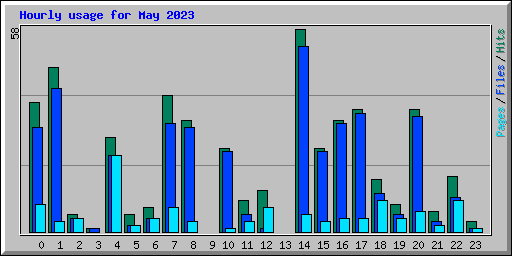 Hourly usage for May 2023
58
Pages / Files / Hits
0 1 2 3 4 5 6 7 8 9 10 11 12 13 14 15 16 17 18 19 20 21 22 23